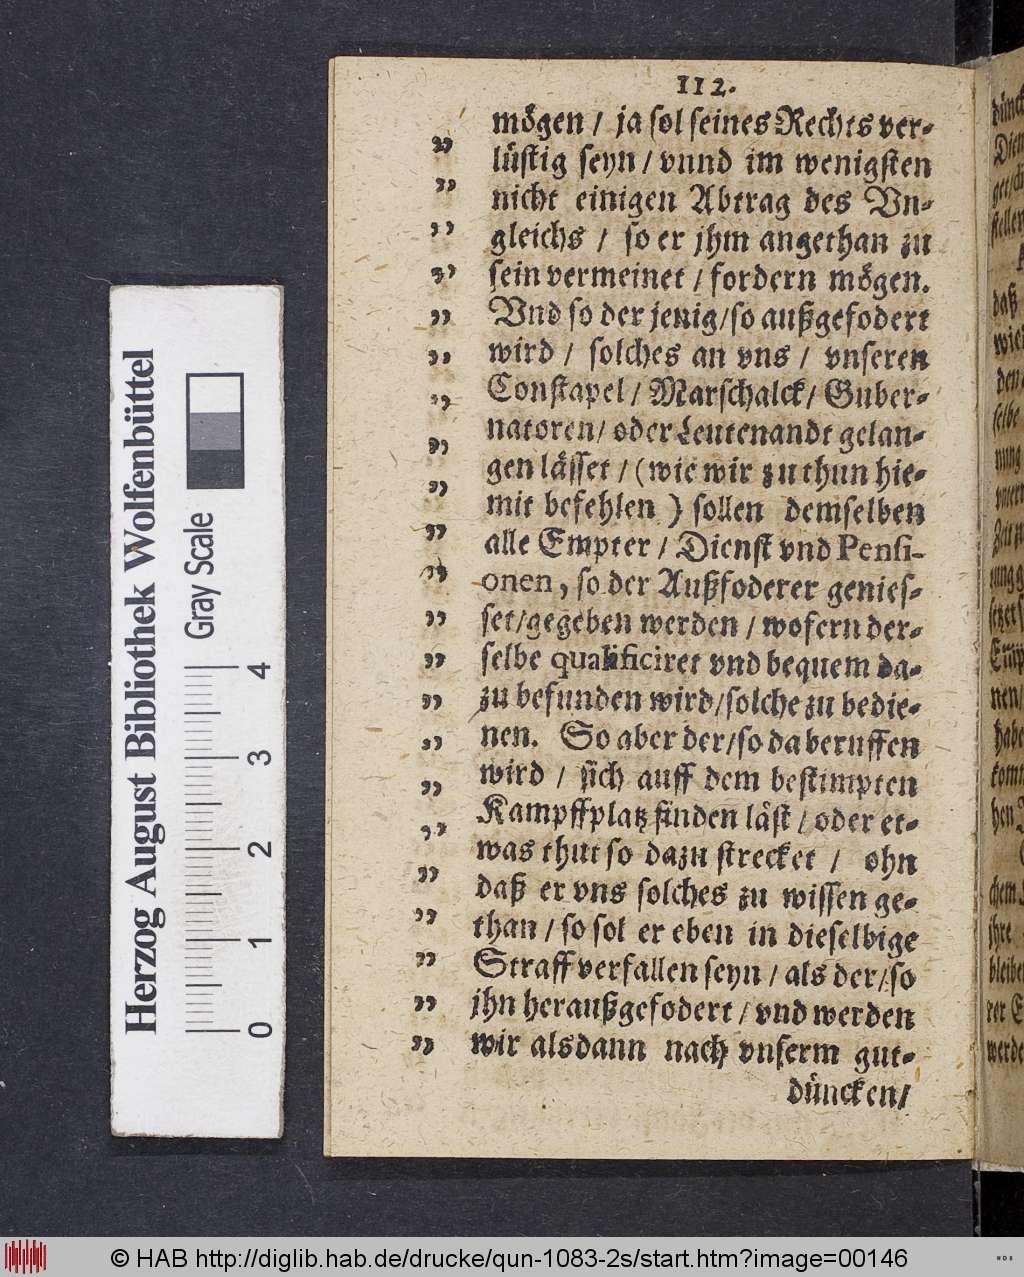 112.
mögen / ja sol seines Rechts ver-
„ lüstig seyn / vnnd im wenigsten
„ nicht einigen Abtrag des Vn-
„ gleichs / so er jhm angethan zu
„ sein vermeinet / fordern mögen.
„ Vnd so der jenig/so außgefodert
„ wird / solches an vns / vnseren
„ Constapel / Marschalck / Guber-
„ natoren/ oder Leutenandt gelan-
„ gen lässet / (wie wir zu thun hie-
„ mit befehlen ) sollen demselben
„ alle Empter / Dienst vnd Pensi-
„ onen, so der Außfoderer genies-
„ set/gegeben werden / wofern der-
„ selbe qualificiret vnd bequem da-
„ zu befunden wird/solche zu bedie-
„ nen. So aber der/so da beruffen
„ wird / sich auff dem bestimpten
„ Kampffplatz finden läst / oder et-
„ was thut so dazu strecket / ohn
„ daß er vns solches zu wissen ge-
„ than / so sol er eben in dieselbige
„ Straff verfallen seyn / als der/so
„ jhn heraußgefodert / vnd werden
„ wir alsdann nach vnserm gut-
düncken/
Herzog August Bibliothek Wolfenbüttel
Gray Scale
0 1 2 3 4
© HAB http://diglib.hab.de/drucke/qun-1083-2s/start.htm?image=00146